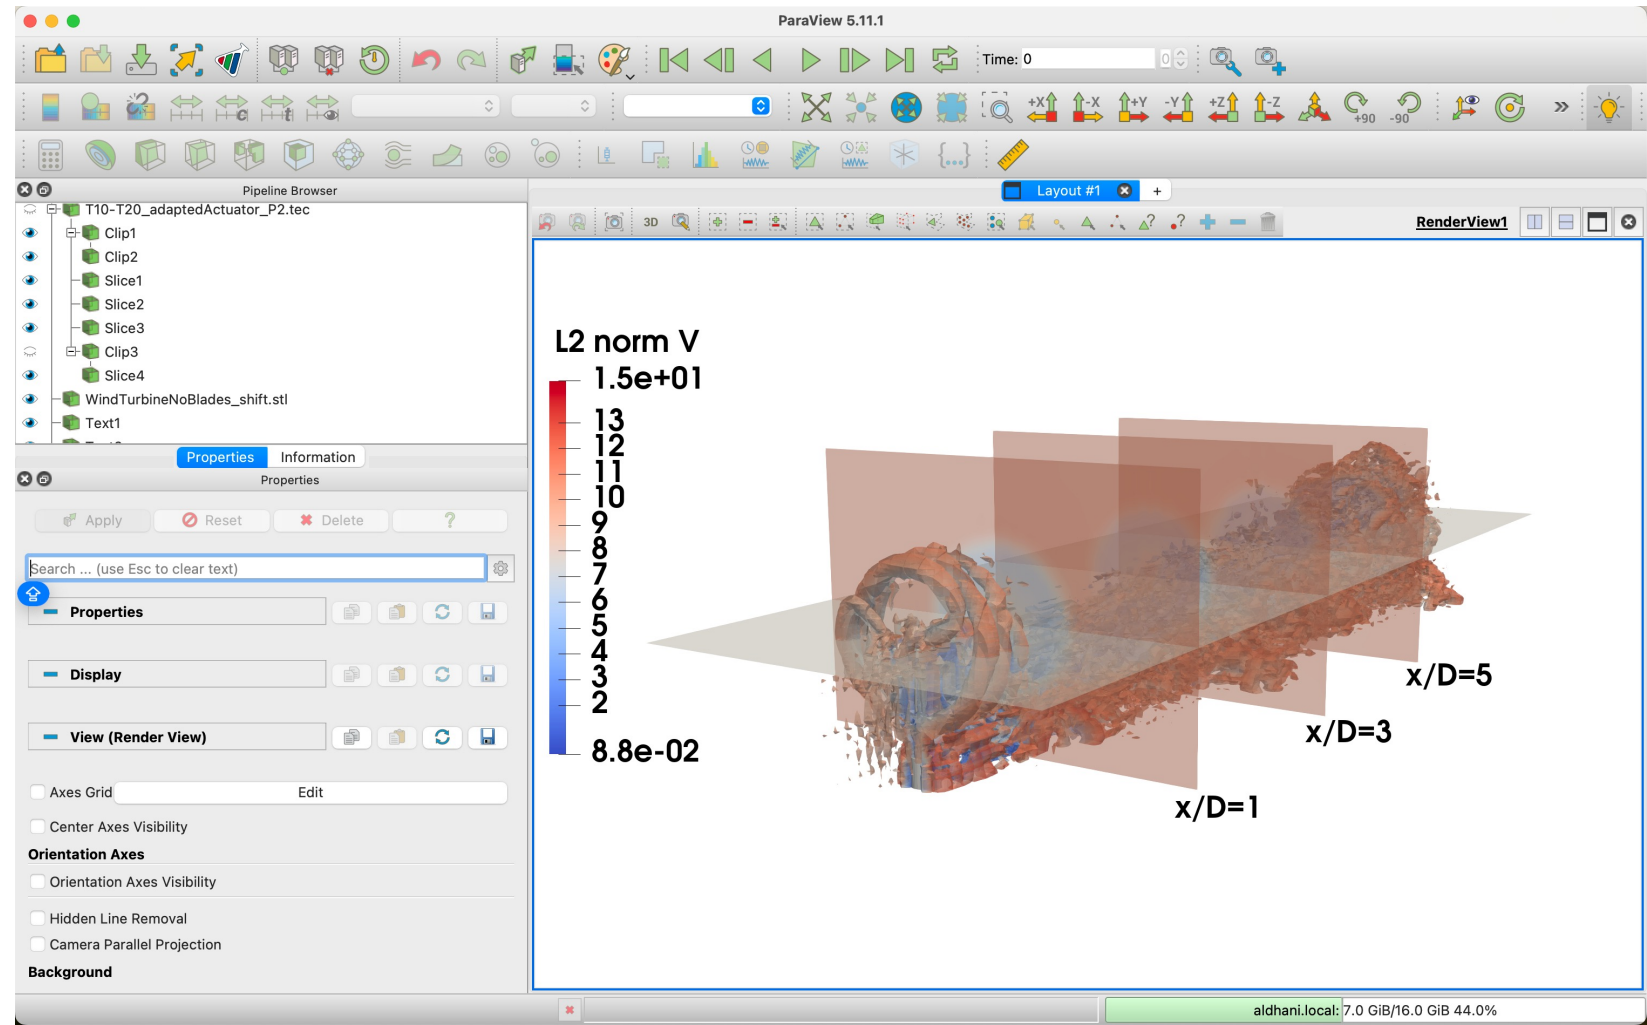 ParaView 5.11.1
Time: 0
0
+X
-X
+Y
-Y
+Z
-Z
+90
-90
»
Pipeline Browser
Layout #1
+
T10-T20_adaptedActuator_P2.tec
Clip1
Clip2
Slice1
Slice2
Slice3
Clip3
Slice4
WindTurbineNoBlades_shift.stl
Text1
3D
RenderView1
Properties
Information
Properties
Apply
Reset
Delete
?
Search ... (use Esc to clear text)
Properties
Display
View (Render View)
Axes Grid
Edit
Center Axes Visibility
Orientation Axes
Orientation Axes Visibility
Hidden Line Removal
Camera Parallel Projection
Background
L2 norm V
1.5e+01
13
12
11
10
9
8
7
6
5
4
3
2
8.8e-02
x/D=5
x/D=3
x/D=1
aldhani.local: 7.0 GiB/16.0 GiB 44.0%